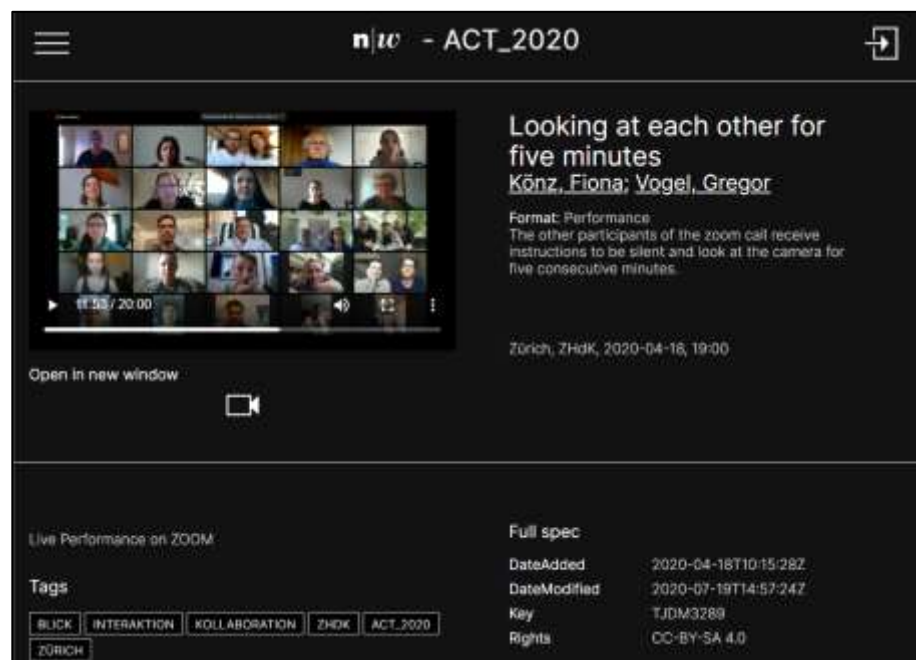 n|w - ACT_2020
Looking at each other for
five minutes
Könz, Fiona; Vogel, Gregor
Format: Performance
The other participants of the zoom call receive
instructions to be silent and look at the camera for
five consecutive minutes.
Zürich, ZHdK, 2020-04-18, 19:00
11:53 / 20:00
Open in new window
Live Performance on ZOOM
Tags
BLICK INTERAKTION KOLLABORATION ZHDK ACT_2020
ZÜRICH
Full spec
DateAdded 2020-04-18T10:15:28Z
DateModified 2020-07-19T14:57:24Z
Key TJDM3289
Rights CC-BY-SA 4.0